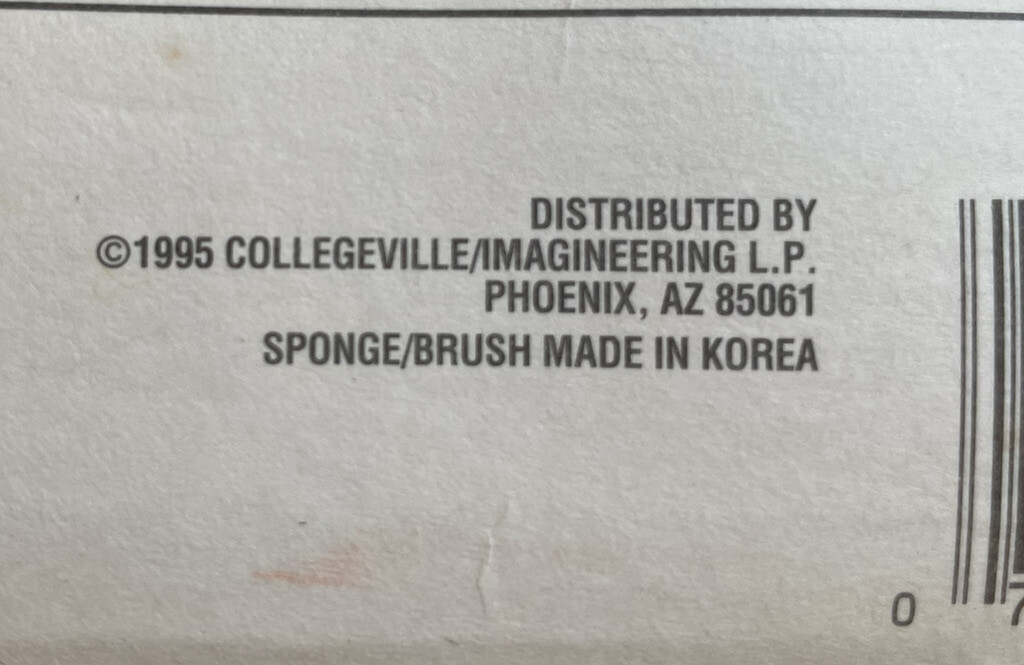 DISTRIBUTED BY
©1995 COLLEGEVILLE/IMAGINEERING L.P.
PHOENIX, AZ 85061
SPONGE/BRUSH MADE IN KOREA
0